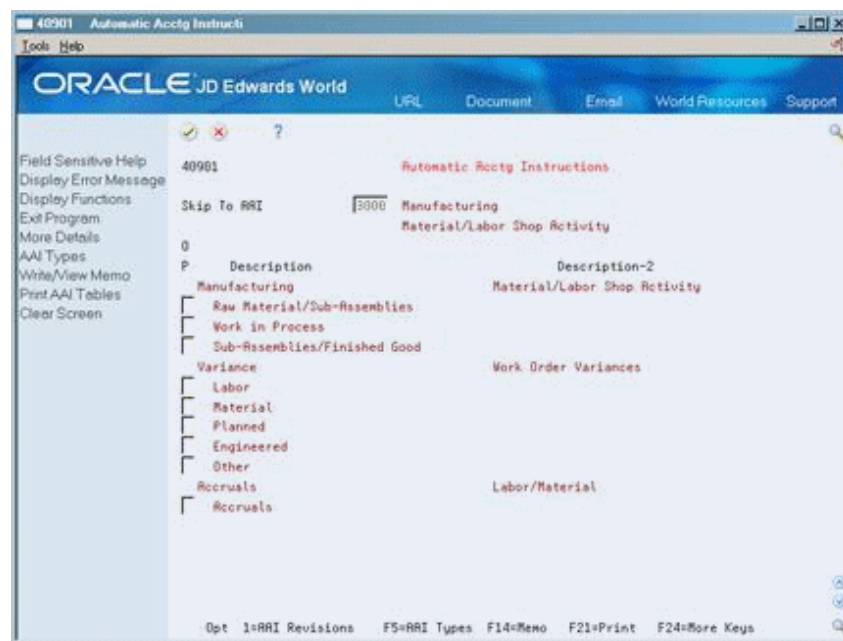 40901 Automatic Acctg Instructi
Tools Help
ORACLE JD Edwards World
URL Document Email World Resources Support
?
Field Sensitive Help
Display Error Message
Display Functions
Exit Program
More Details
AAI Types
Write/View Memo
Print AAI Tables
Clear Screen
40901 Automatic Acctg Instructions
Skip To AAI 3000 Manufacturing
Material/Labor Shop Activity
O
P Description Description-2
Manufacturing Material/Labor Shop Activity
Raw Material/Sub-Assemblies
Work in Process
Sub-Assemblies/Finished Good
Variance Work Order Variances
Labor
Material
Planned
Engineered
Other
Accruals Labor/Material
Accruals
Opt 1=AAI Revisions F5=AAI Types F14=Memo F21=Print F24=More Keys